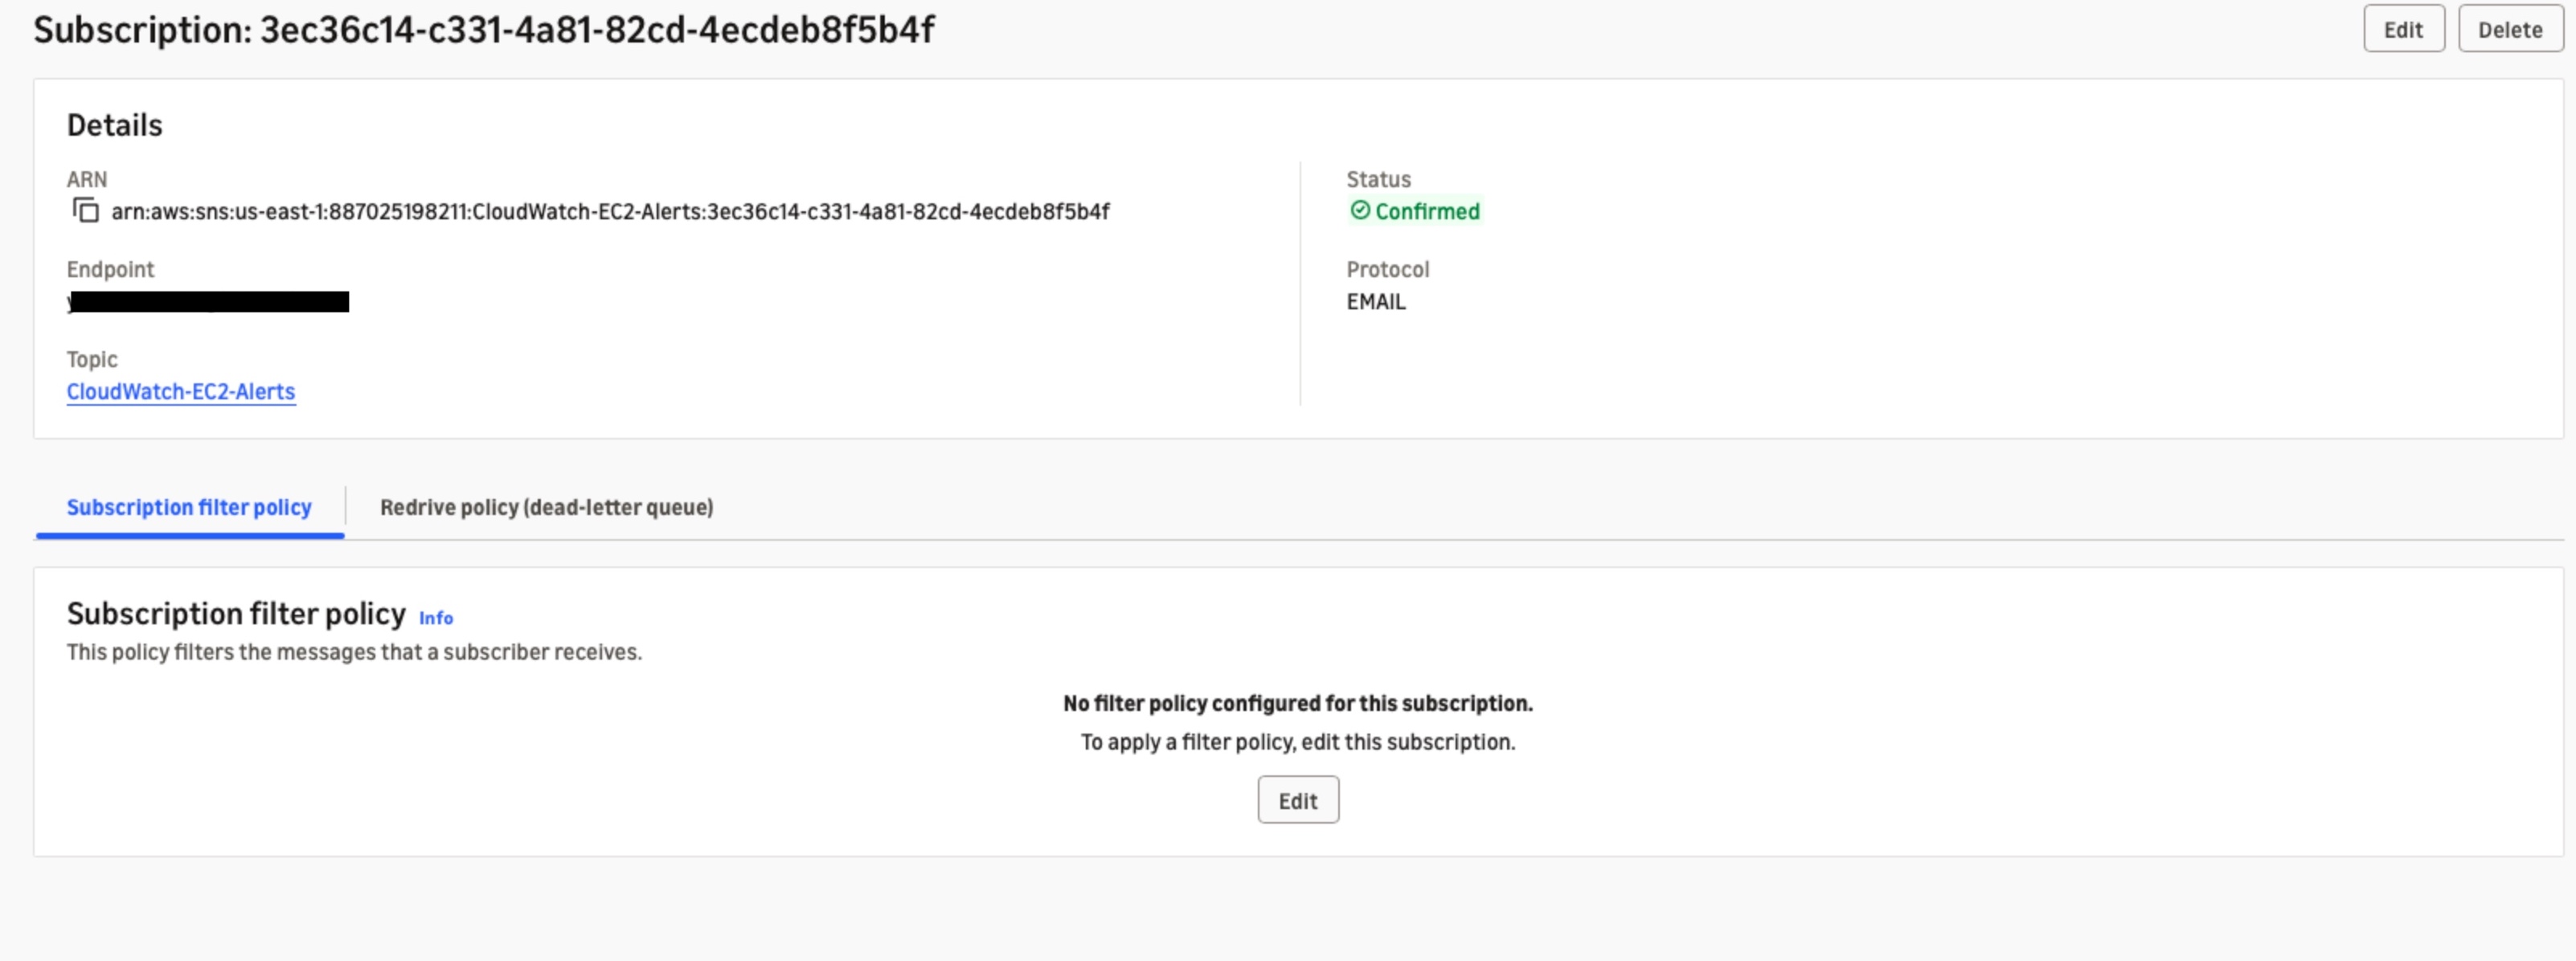 Subscription: 3ec36c14-c331-4a81-82cd-4ecdeb8f5b4f
Edit
Delete
Details
ARN
arn:aws:sns:us-east-1:887025198211:CloudWatch-EC2-Alerts:3ec36c14-c331-4a81-82cd-4ecdeb8f5b4f
Endpoint
Topic
CloudWatch-EC2-Alerts
Status
Confirmed
Protocol
EMAIL
Subscription filter policy
Redrive policy (dead-letter queue)
Subscription filter policy Info
This policy filters the messages that a subscriber receives.
No filter policy configured for this subscription.
To apply a filter policy, edit this subscription.
Edit